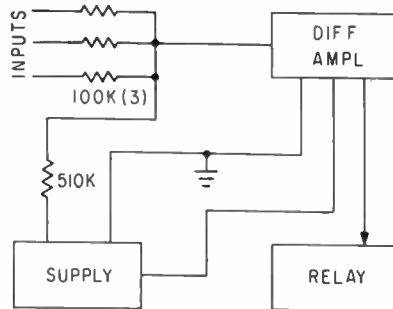 INPUTS
DIFF
AMPL
100K (3)
510K
SUPPLY
RELAY